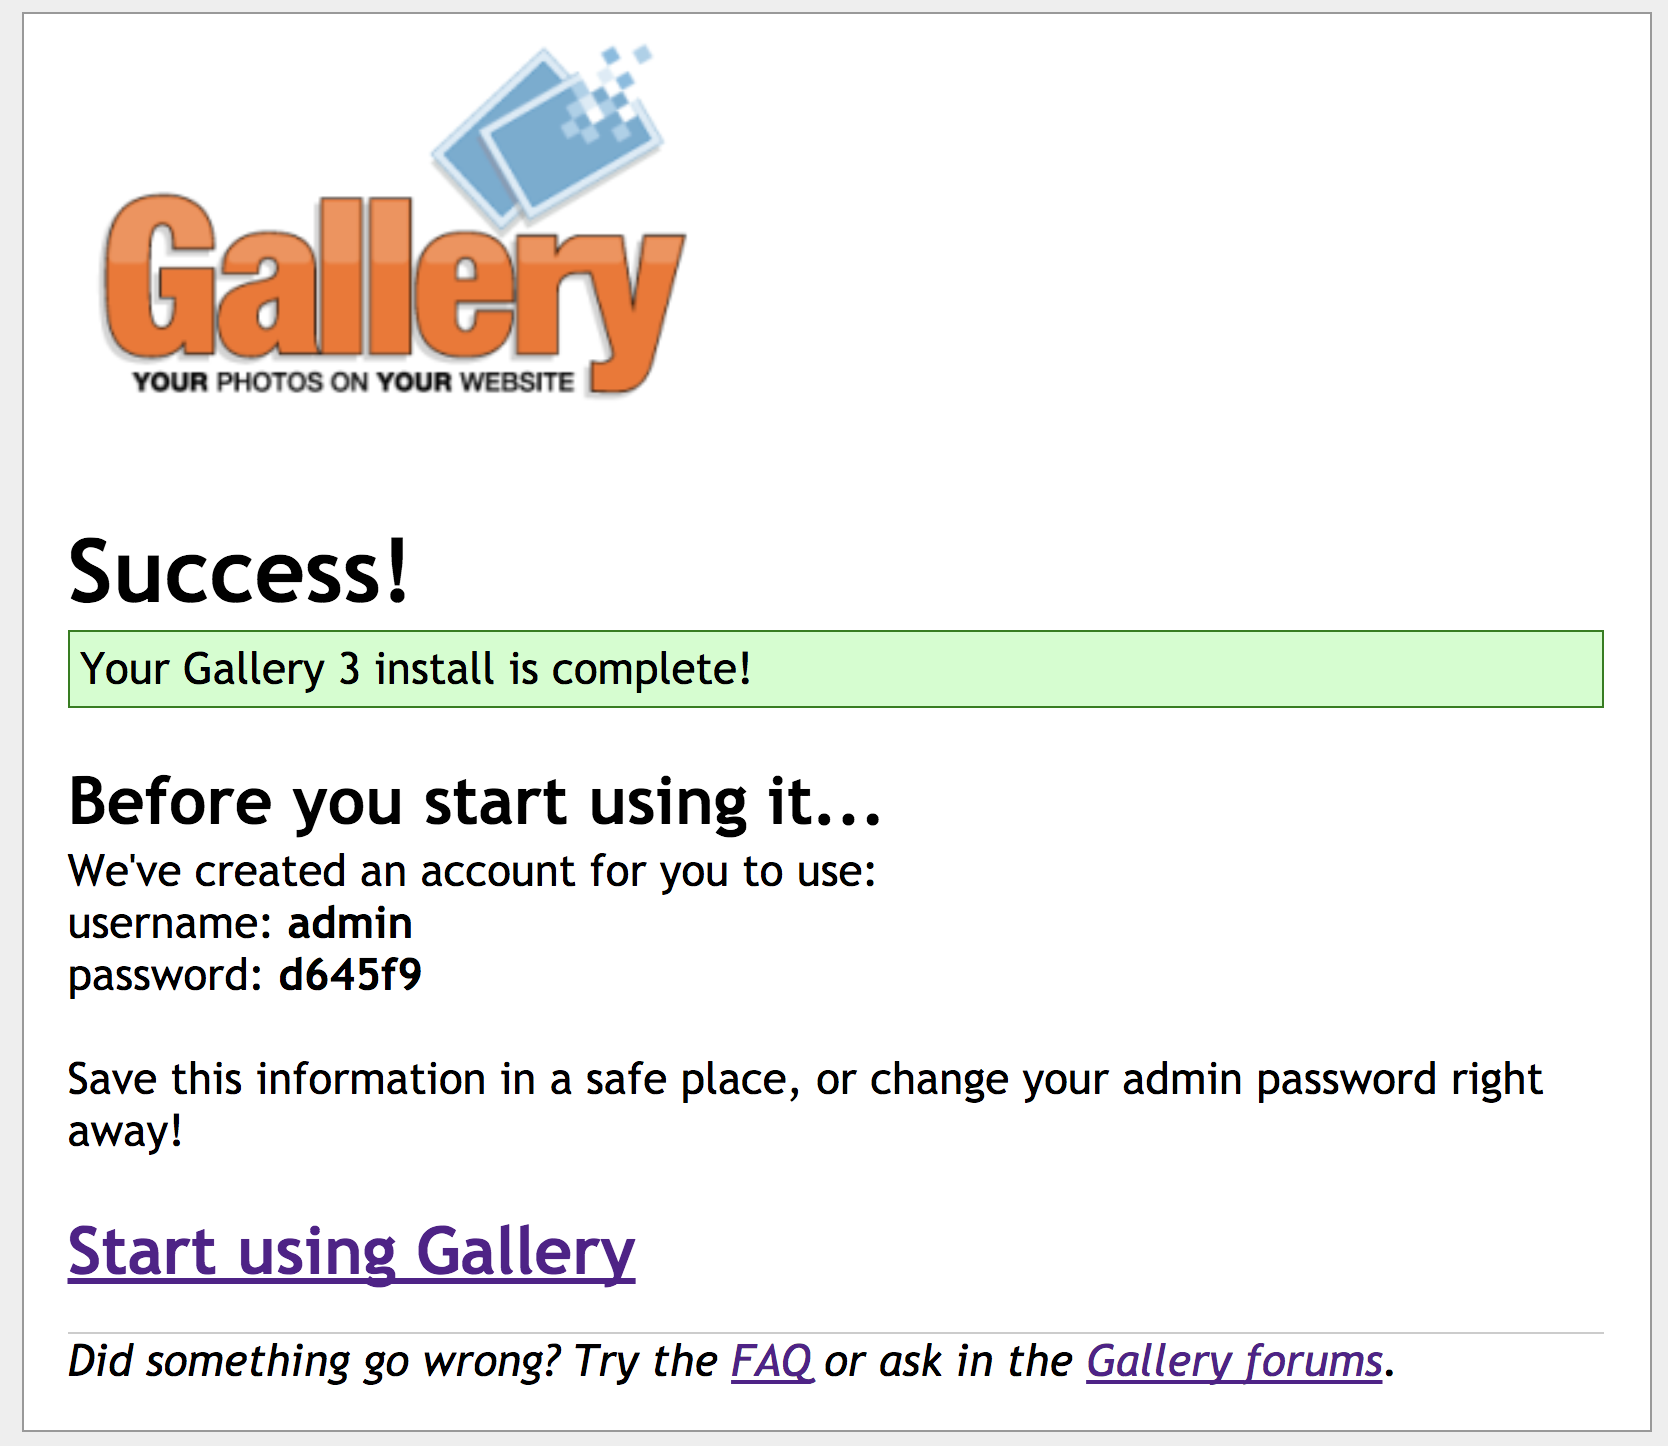 Gallery
YOUR PHOTOS ON YOUR WEBSITE
Success!
Your Gallery 3 install is complete!
Before you start using it...
We've created an account for you to use:
username: admin
password: d645f9
Save this information in a safe place, or change your admin password right
away!
Start using Gallery
Did something go wrong? Try the FAQ or ask in the Gallery forums.